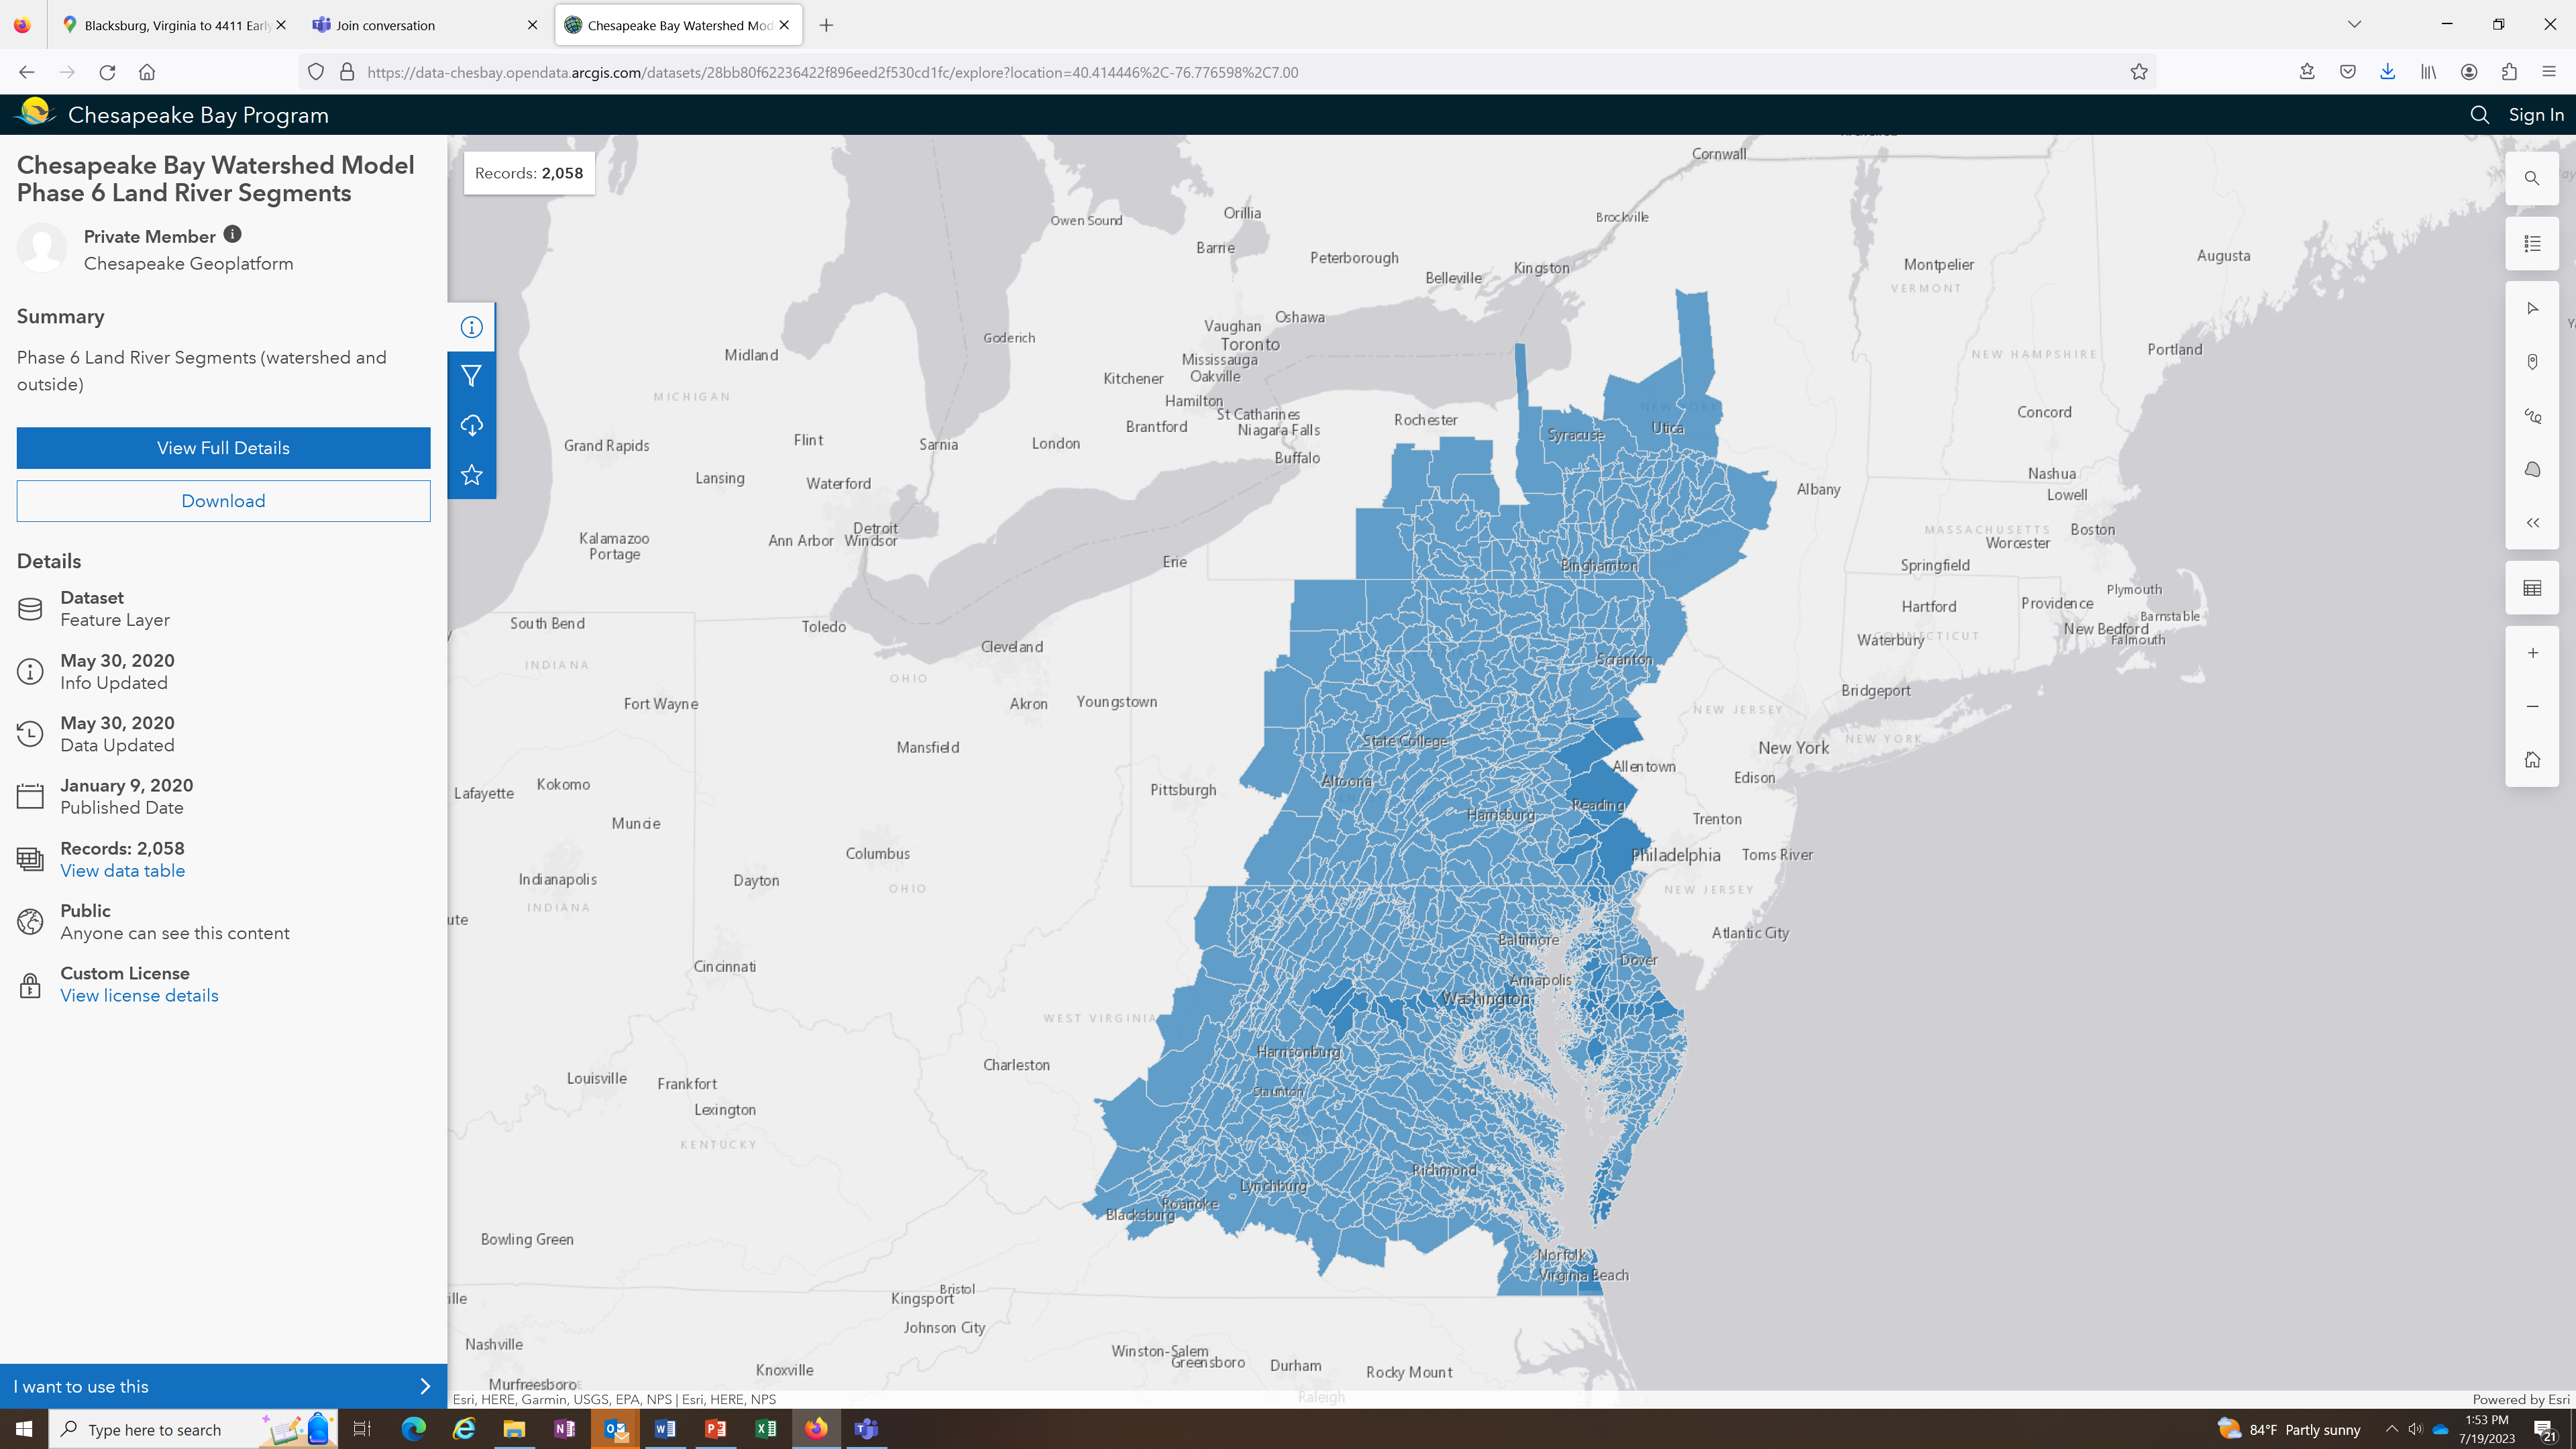 Blacksburg, Virginia to 4411 Earl
Join conversation
Chesapeake Bay Watershed Mod
https://data-chesbay.opendata.arcgis.com/datasets/28bb80f62236422f896eed2f530cd1fc/explore?location=40.414446%2C-76.776598%2C7.00
Chesapeake Bay Program
Sign In
Chesapeake Bay Watershed Model
Phase 6 Land River Segments
Private Member
Chesapeake Geoplatform
Summary
Phase 6 Land River Segments (watershed and
outside)
View Full Details
Download
Details
Dataset
Feature Layer
May 30, 2020
Info Updated
May 30, 2020
Data Updated
January 9, 2020
Published Date
Records: 2,058
View data table
Public
Anyone can see this content
Custom License
View license details
I want to use this
Records: 2,058
Cornwall
Owen Sound
Orillia
Brockville
Barrie
Peterborough
Belleville
Kingston
Montpelier
VERMONT
Augusta
Goderich
Vaughan
Oshawa
Toronto
Midland
Mississauga
Oakville
Kitchener
NEW HAMPSHIRE
Portland
MICHIGAN
Hamilton
St Catharines
Brantford
Niagara Falls
Rochester
NEW YORK
Concord
Grand Rapids
Flint
Sarnia
London
Buffalo
Syracuse
Utica
Lansing
Waterford
Albany
Nashua
Lowell
Detroit
Windsor
Kalamazoo
Portage
Ann Arbor
MASSACHUSETTS
Boston
Worcester
Erie
Binghamton
Springfield
Plymouth
Hartford
Providence
Barnstable
South Bend
Toledo
Cleveland
Waterbury
CONNECTICUT
New Bedford
Falmouth
INDIANA
OHIO
Scranton
Fort Wayne
Akron
Youngstown
Bridgeport
NEW JERSEY
Mansfield
State College
New York
NEW YORK
Lafayette
Kokomo
Pittsburgh
Altoona
Allentown
Edison
Muncie
Harrisburg
Reading
Trenton
Columbus
Philadelphia
Toms River
Indianapolis
Dayton
OHIO
NEW JERSEY
INDIANA
ute
Baltimore
Atlantic City
Cincinnati
Annapolis
Dover
Washington
WEST VIRGINIA
Harrisonburg
Charleston
Louisville
Frankfort
Staunton
Lexington
KENTUCKY
Richmond
Lynchburg
Roanoke
Blacksburg
Bowling Green
Norfolk
Virginia Beach
Bristol
ille
Kingsport
Johnson City
Nashville
Winston-Salem
Greensboro
Durham
Rocky Mount
Knoxville
Murfreesboro
Raleigh
Esri, HERE, Garmin, USGS, EPA, NPS | Esri, HERE, NPS
Powered by Esri
Type here to search
84°F Partly sunny
1:53 PM
7/19/2023
21